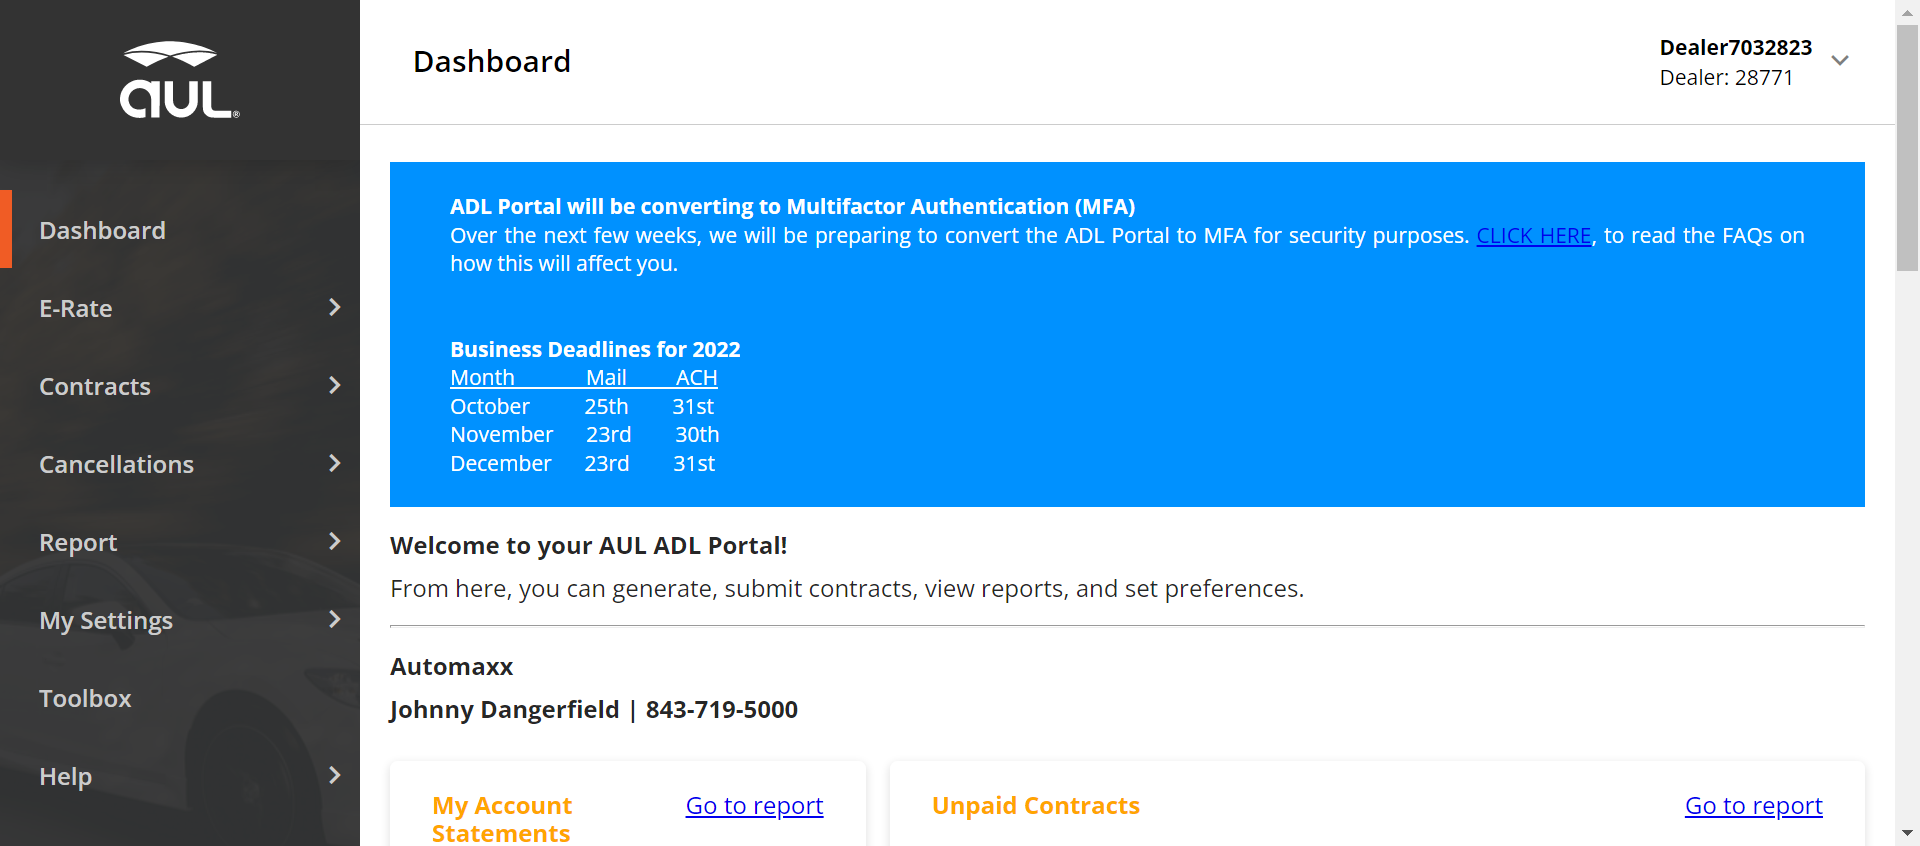 aUL®
Dashboard
E-Rate
Contracts
Cancellations
Report
My Settings
Toolbox
Help
Dashboard
Dealer7032823
Dealer: 28771
ADL Portal will be converting to Multifactor Authentication (MFA)
Over the next few weeks, we will be preparing to convert the ADL Portal to MFA for security purposes. CLICK HERE, to read the FAQs on
how this will affect you.
Business Deadlines for 2022
Month Mail ACH
October 25th 31st
November 23rd 30th
December 23rd 31st
Welcome to your AUL ADL Portal!
From here, you can generate, submit contracts, view reports, and set preferences.
Automaxx
Johnny Dangerfield | 843-719-5000
My Account
Statements
Go to report
Unpaid Contracts
Go to report